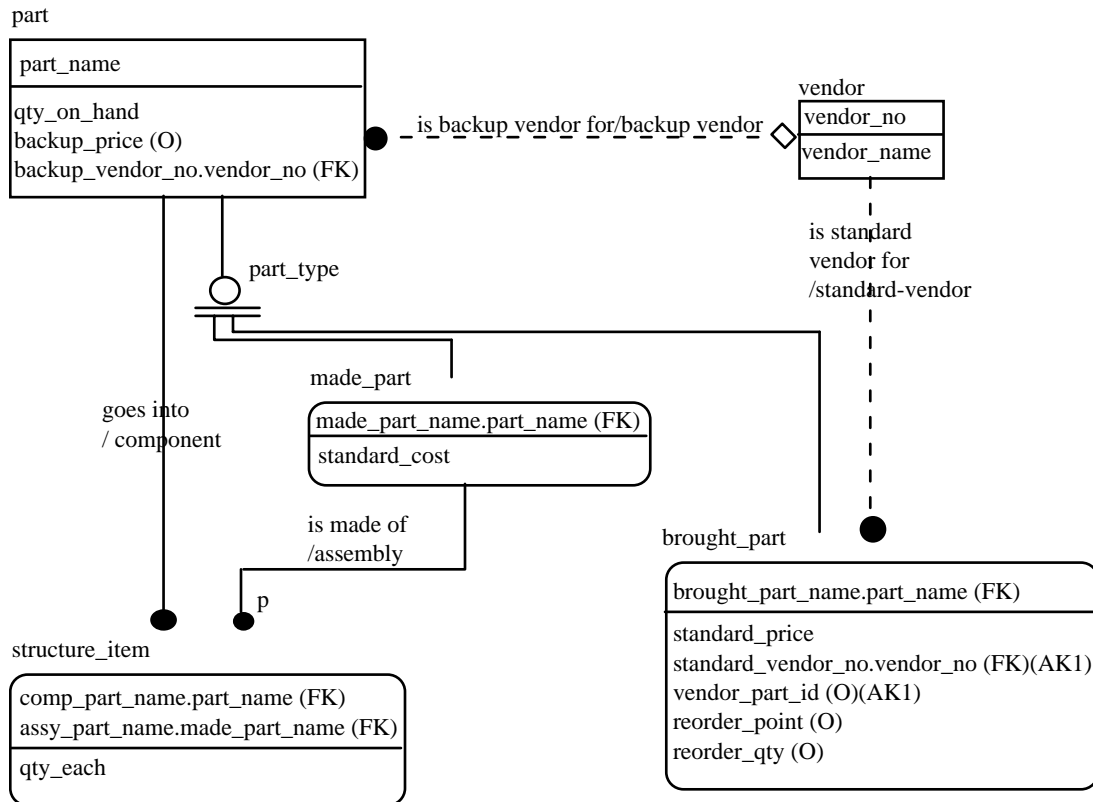 part
part_name
qty_on_hand
backup_price (O)
backup_vendor_no.vendor_no (FK)
is backup vendor for/backup vendor
vendor
vendor_no
vendor_name
is standard
vendor for
/standard-vendor
part_type
made_part
made_part_name.part_name (FK)
standard_cost
goes into
/ component
is made of
/assembly
p
brought_part
brought_part_name.part_name (FK)
standard_price
standard_vendor_no.vendor_no (FK)(AK1)
vendor_part_id (O)(AK1)
reorder_point (O)
reorder_qty (O)
structure_item
comp_part_name.part_name (FK)
assy_part_name.made_part_name (FK)
qty_each